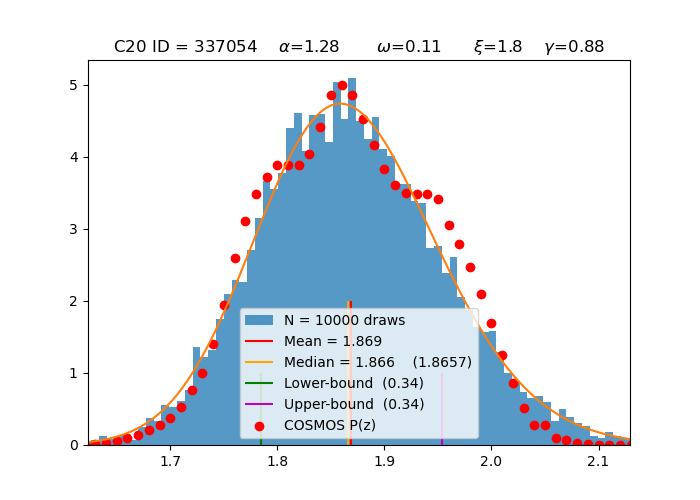 C20 ID = 337054 α=1.28 ω=0.11 ξ=1.8 γ=0.88
5
4
3
2
1
0
N = 10000 draws
Mean = 1.869
Median = 1.866 (1.8657)
Lower-bound (0.34)
Upper-bound (0.34)
COSMOS P(z)
1.7 1.8 1.9 2.0 2.1